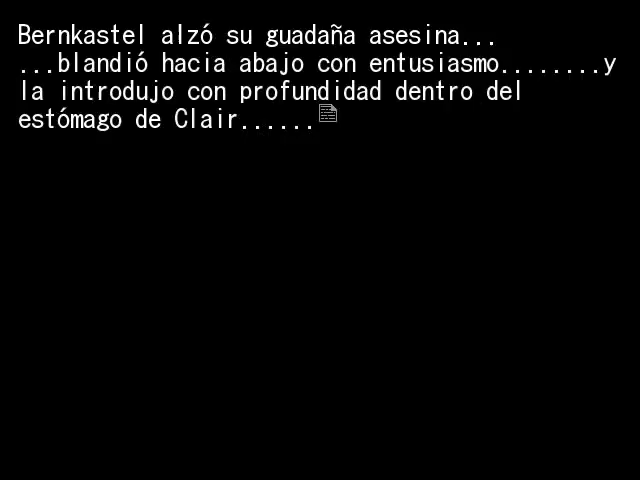 Bernkastel alzó su guadaña asesina...
...blandió hacia abajo con entusiasmo........y
la introdujo con profundidad dentro del
estómago de Clair......